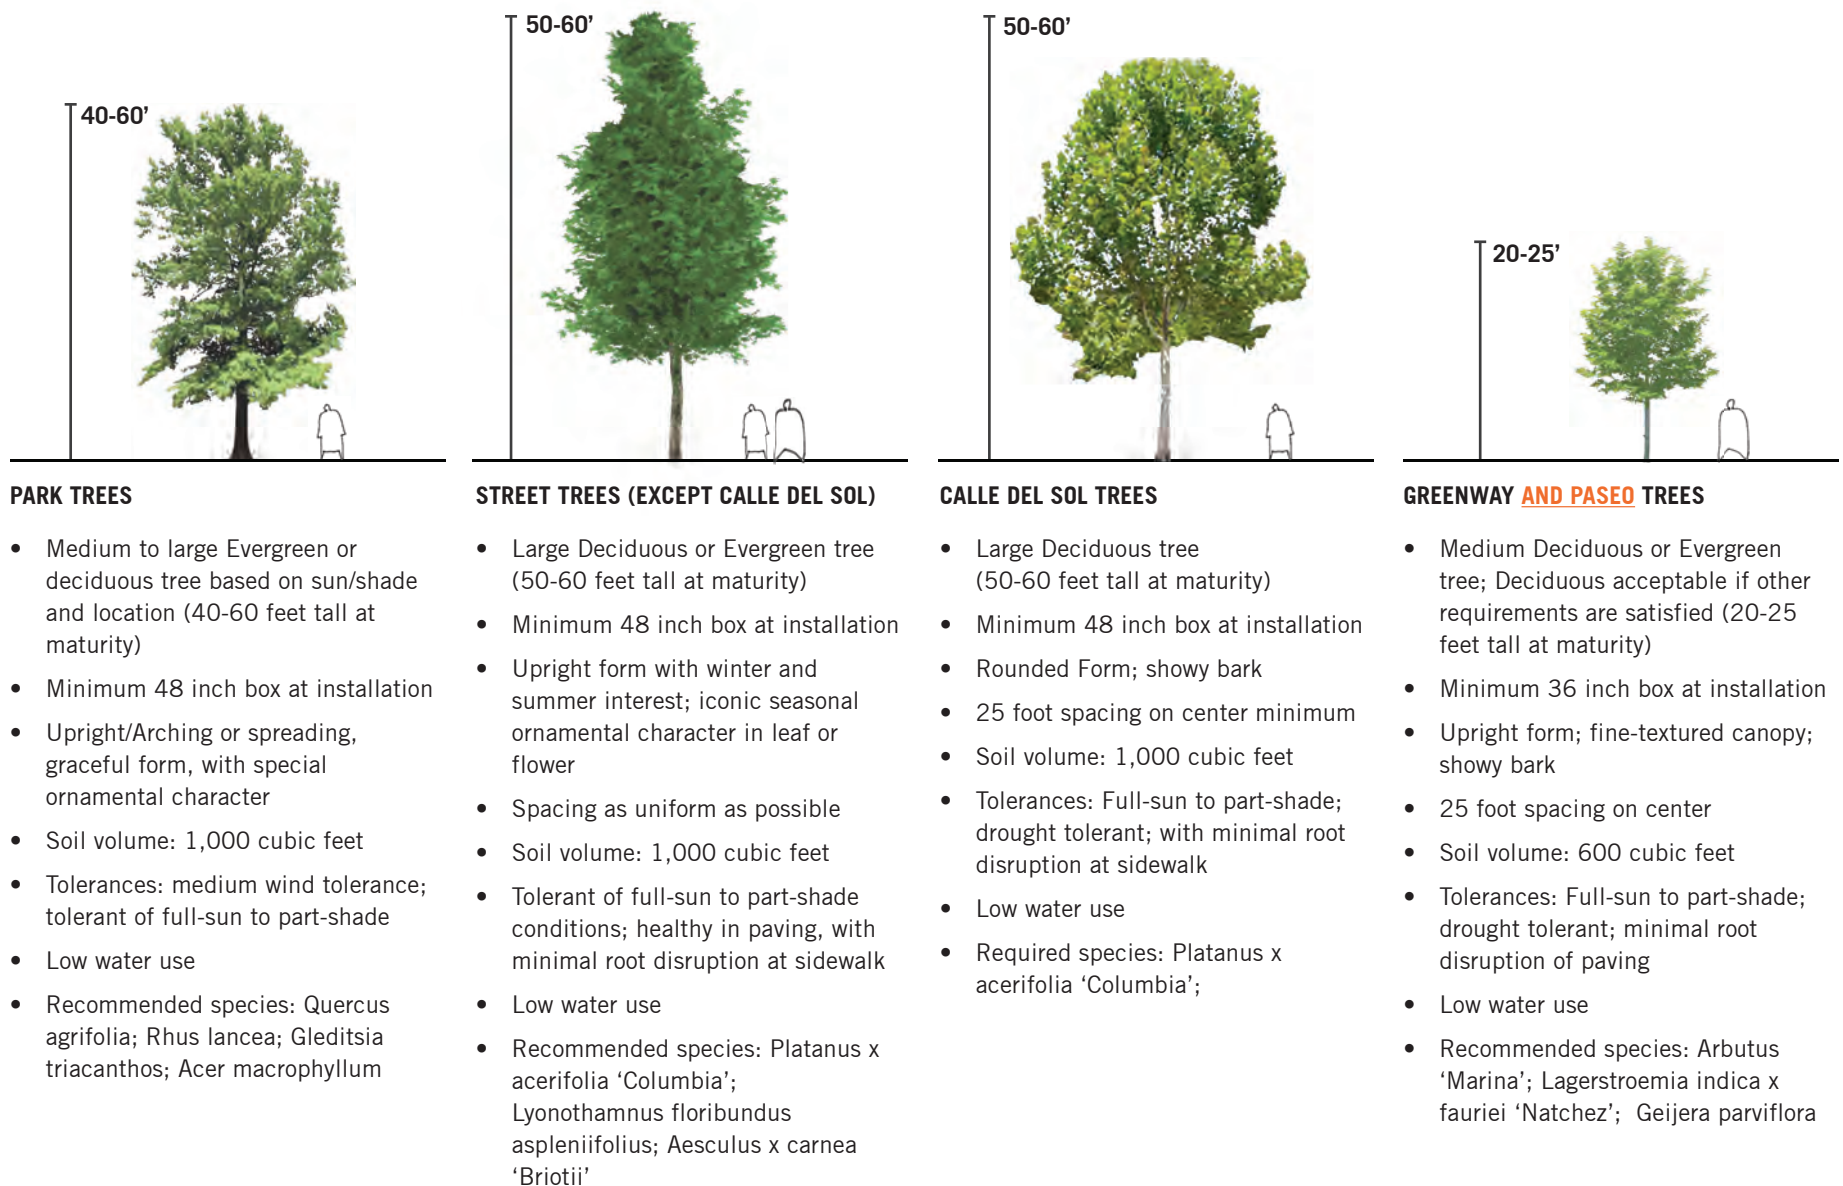 40-60’
50-60’
50-60’
20-25’
PARK TREES
• Medium to large Evergreen or
deciduous tree based on sun/shade
and location (40-60 feet tall at
maturity)
• Minimum 48 inch box at installation
• Upright/Arching or spreading,
graceful form, with special
ornamental character
• Soil volume: 1,000 cubic feet
• Tolerances: medium wind tolerance;
tolerant of full-sun to part-shade
• Low water use
• Recommended species: Quercus
agrifolia; Rhus lancea; Gleditsia
triacanthos; Acer macrophyllum
STREET TREES (EXCEPT CALLE DEL SOL)
• Large Deciduous or Evergreen tree
(50-60 feet tall at maturity)
• Minimum 48 inch box at installation
• Upright form with winter and
summer interest; iconic seasonal
ornamental character in leaf or
flower
• Spacing as uniform as possible
• Soil volume: 1,000 cubic feet
• Tolerant of full-sun to part-shade
conditions; healthy in paving, with
minimal root disruption at sidewalk
• Low water use
• Recommended species: Platanus x
acerifolia ‘Columbia’;
Lyonothamnus floribundus
aspleniifolius; Aesculus x carnea
‘Briotii’
CALLE DEL SOL TREES
• Large Deciduous tree
(50-60 feet tall at maturity)
• Minimum 48 inch box at installation
• Rounded Form; showy bark
• 25 foot spacing on center minimum
• Soil volume: 1,000 cubic feet
• Tolerances: Full-sun to part-shade;
drought tolerant; with minimal root
disruption at sidewalk
• Low water use
• Required species: Platanus x
acerifolia ‘Columbia’;
GREENWAY AND PASEO TREES
• Medium Deciduous or Evergreen
tree; Deciduous acceptable if other
requirements are satisfied (20-25
feet tall at maturity)
• Minimum 36 inch box at installation
• Upright form; fine-textured canopy;
showy bark
• 25 foot spacing on center
• Soil volume: 600 cubic feet
• Tolerances: Full-sun to part-shade;
drought tolerant; minimal root
disruption of paving
• Low water use
• Recommended species: Arbutus
‘Marina’; Lagerstroemia indica x
fauriei ‘Natchez’; Geijera parviflora